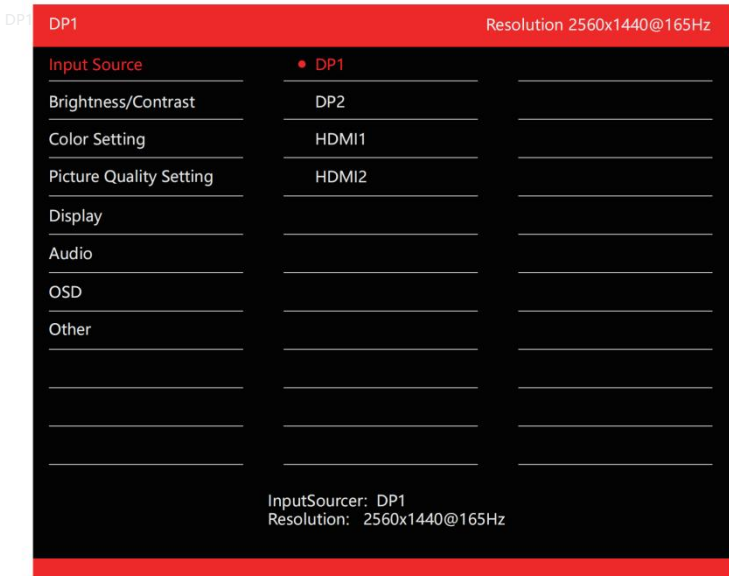 DP1
DP1 Resolution 2560x1440@165Hz
Input Source DP1
Brightness/Contrast DP2
Color Setting HDMI1
Picture Quality Setting HDMI2
Display
Audio
OSD
Other
InputSourcer: DP1
Resolution: 2560x1440@165Hz